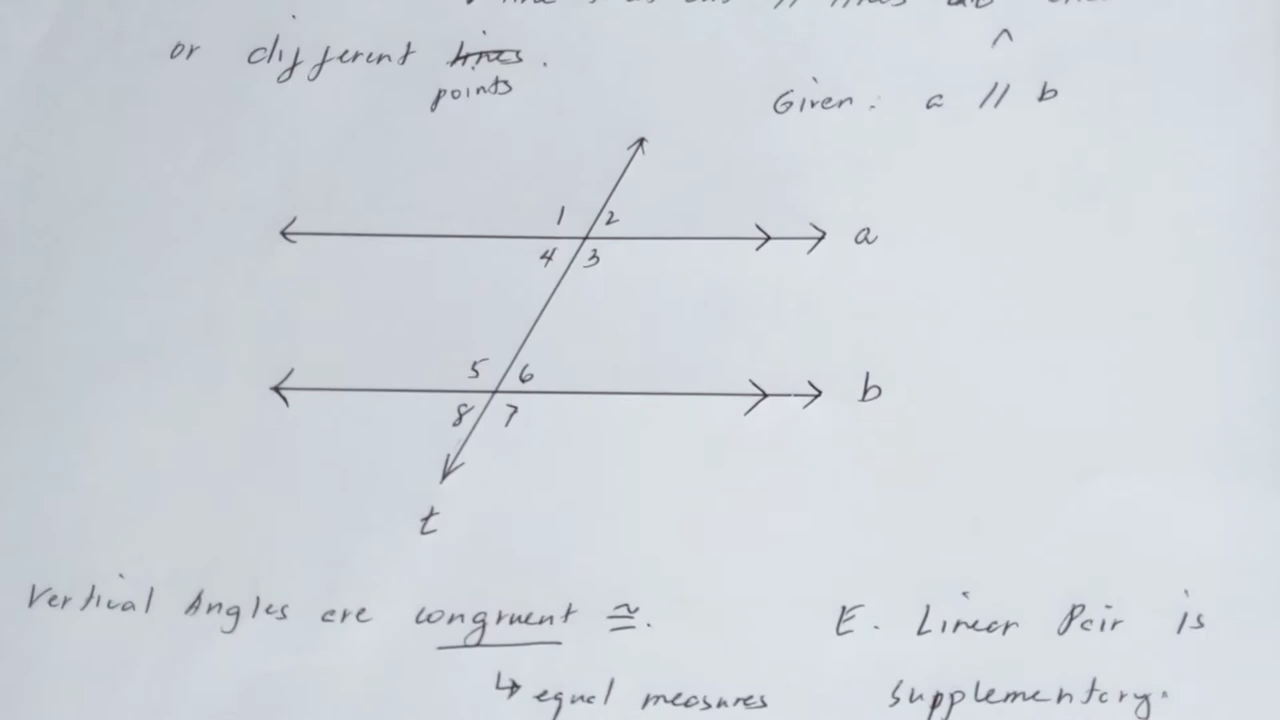 or different lines.
points
Given: a // b
1 2
a
4 3
5 6
b
8 7
t
Vertical Angles are congruent ≅.
↳ equal measures
E. Linear Pair is
supplementary.